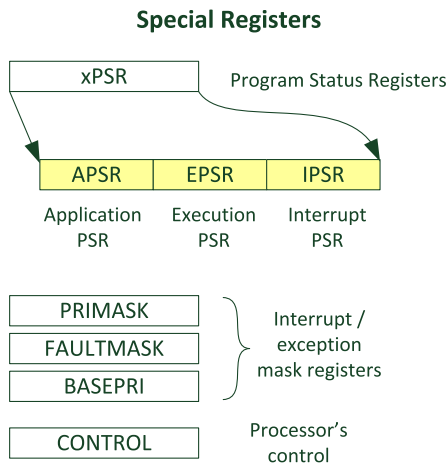 Special Registers
xPSR
Program Status Registers
APSR
EPSR
IPSR
Application
PSR
Execution
PSR
Interrupt
PSR
PRIMASK
FAULTMASK
BASEPRI
Interrupt /
exception
mask registers
CONTROL
Processor's
control